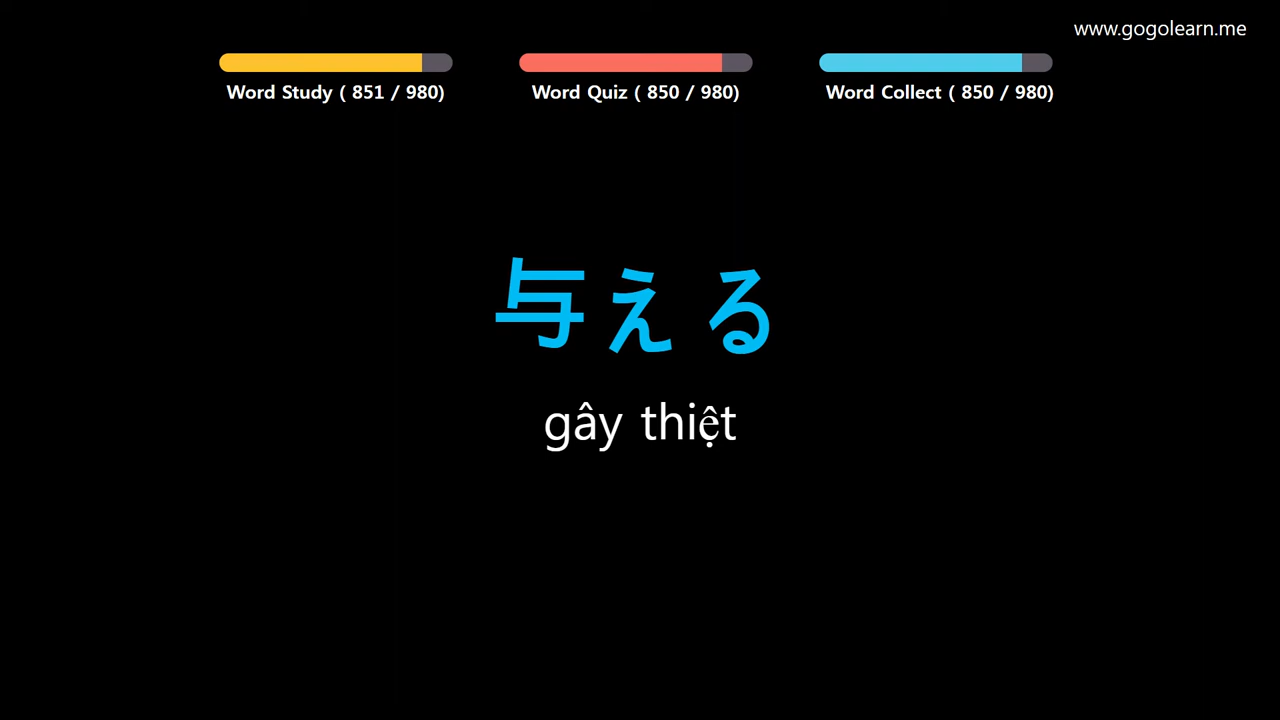 www.gogolearn.me
Word Study ( 851 / 980)
Word Quiz ( 850 / 980)
Word Collect ( 850 / 980)
与える
gây thiệt